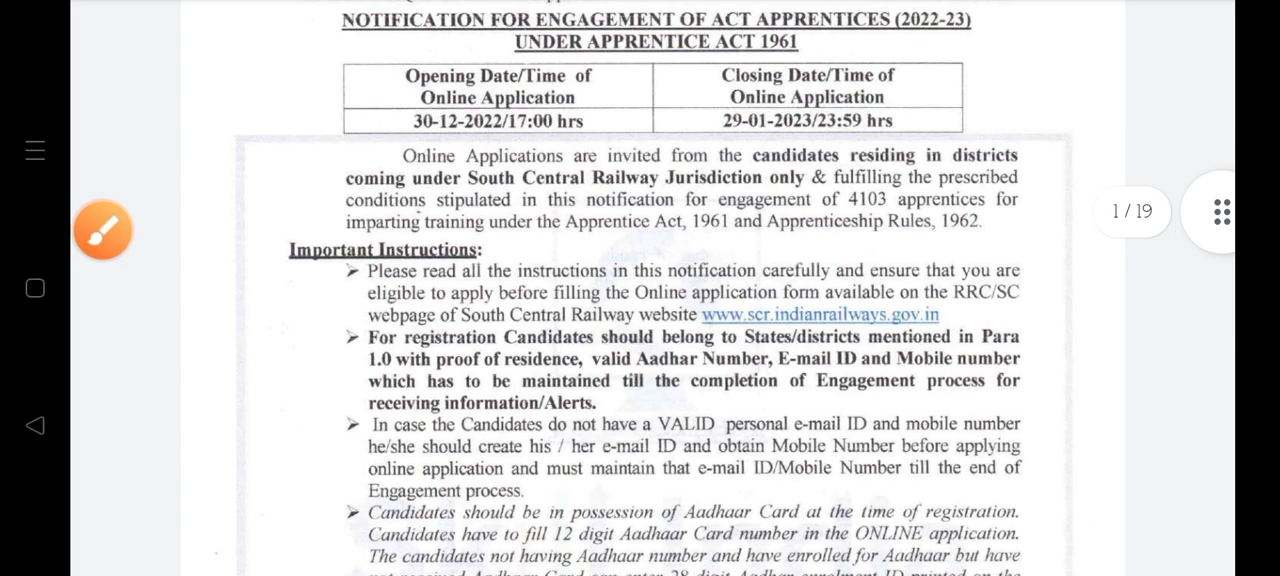 NOTIFICATION FOR ENGAGEMENT OF ACT APPRENTICES (2022-23)
UNDER APPRENTICE ACT 1961
Opening Date/Time of
Online Application
Closing Date/Time of
Online Application
30-12-2022/17:00 hrs
29-01-2023/23:59 hrs
Online Applications are invited from the candidates residing in districts
coming under South Central Railway Jurisdiction only & fulfilling the prescribed
conditions stipulated in this notification for engagement of 4103 apprentices for
imparting training under the Apprentice Act, 1961 and Apprenticeship Rules, 1962.
Important Instructions:
➤ Please read all the instructions in this notification carefully and ensure that you are
eligible to apply before filling the Online application form available on the RRC/SC
webpage of South Central Railway website www.scr.indianrailways.gov.in
➤ For registration Candidates should belong to States/districts mentioned in Para
1.0 with proof of residence, valid Aadhar Number, E-mail ID and Mobile number
which has to be maintained till the completion of Engagement process for
receiving information/Alerts.
➤ In case the Candidates do not have a VALID personal e-mail ID and mobile number
he/she should create his / her e-mail ID and obtain Mobile Number before applying
online application and must maintain that e-mail ID/Mobile Number till the end of
Engagement process.
➤ Candidates should be in possession of Aadhaar Card at the time of registration.
Candidates have to fill 12 digit Aadhaar Card number in the ONLINE application.
The candidates not having Aadhaar number and have enrolled for Aadhaar but have
1 / 19